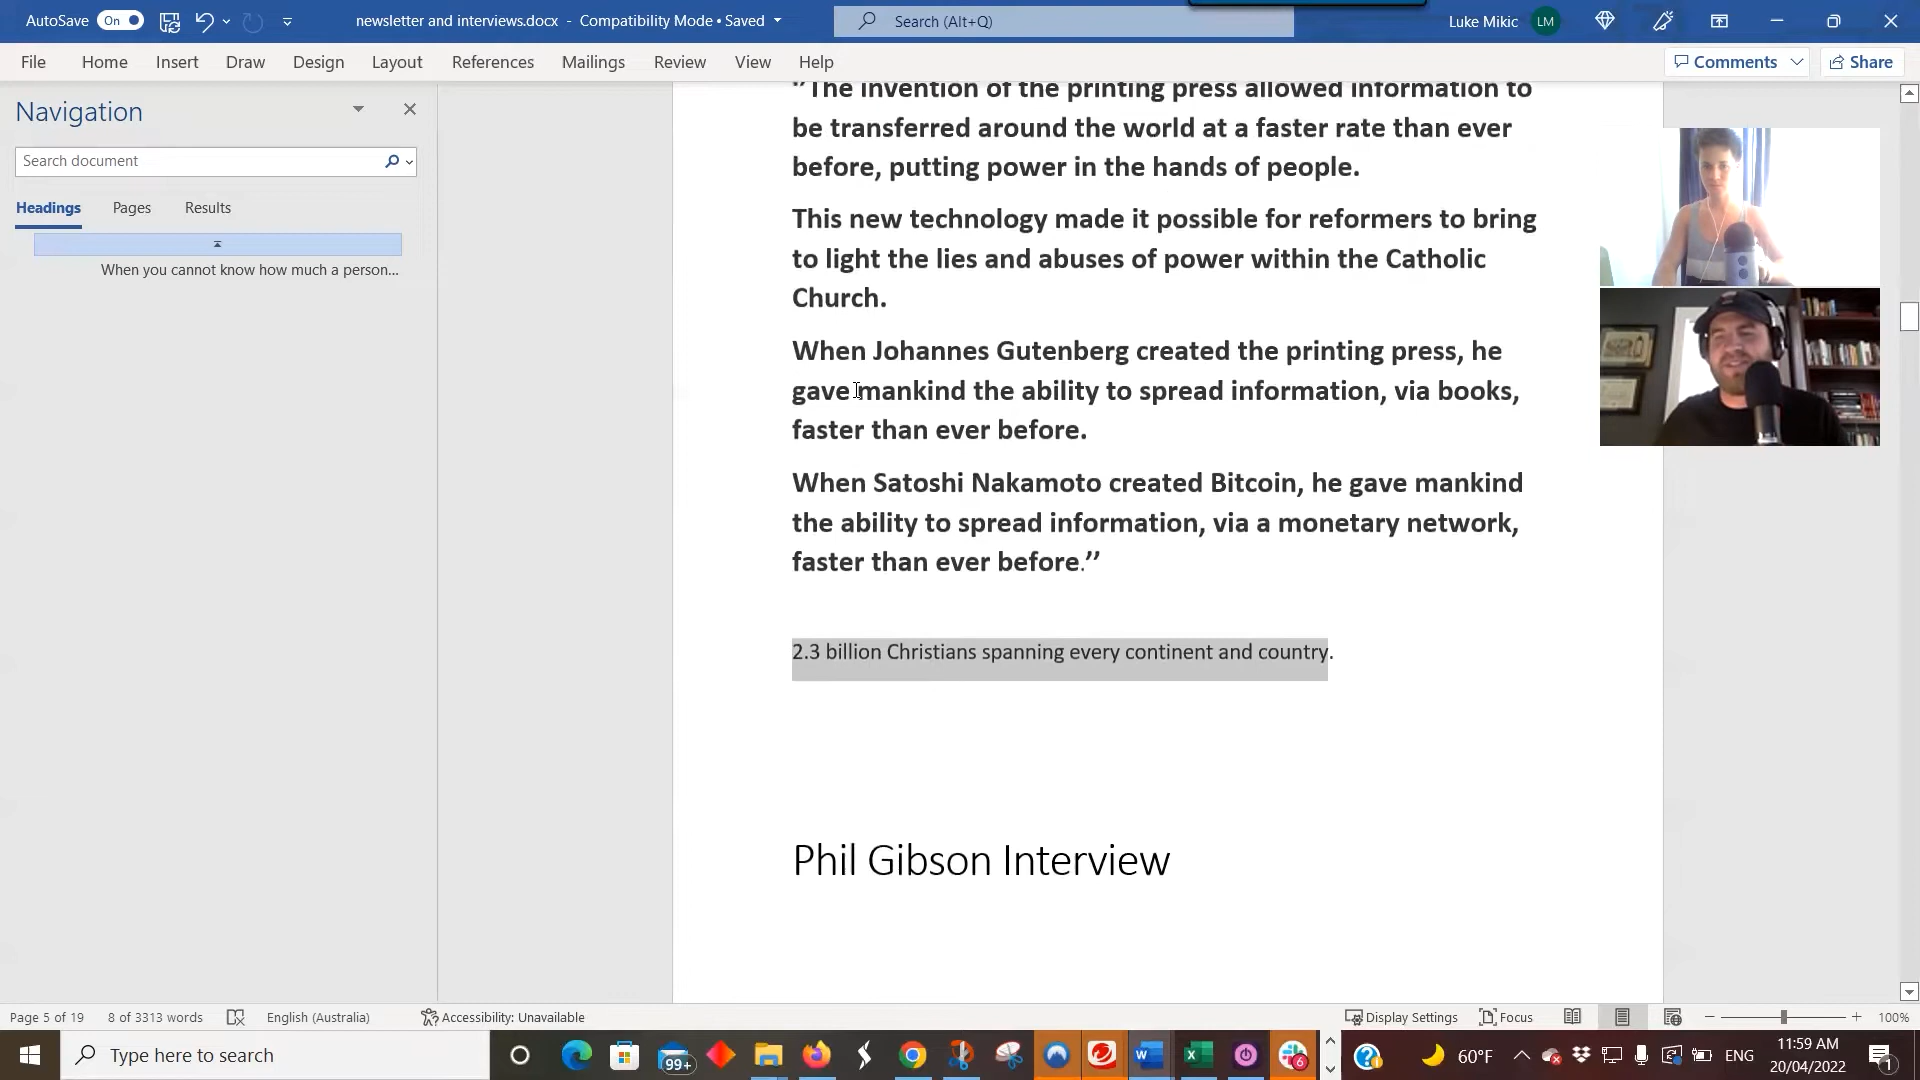 AutoSave On newsletter and interviews.docx - Compatibility Mode • Saved Search (Alt+Q) Luke Mikic LM
File Home Insert Draw Design Layout References Mailings Review View Help Comments Share
Navigation
Search document
Headings Pages Results
When you cannot know how much a person...
’’The invention of the printing press allowed information to
be transferred around the world at a faster rate than ever
before, putting power in the hands of people.
This new technology made it possible for reformers to bring
to light the lies and abuses of power within the Catholic
Church.
When Johannes Gutenberg created the printing press, he
gave mankind the ability to spread information, via books,
faster than ever before.
When Satoshi Nakamoto created Bitcoin, he gave mankind
the ability to spread information, via a monetary network,
faster than ever before.’’
2.3 billion Christians spanning every continent and country.
Phil Gibson Interview
Page 5 of 19 8 of 3313 words English (Australia) Accessibility: Unavailable Display Settings Focus 100%
Type here to search 99+ 6 60°F ENG 11:59 AM
20/04/2022 1